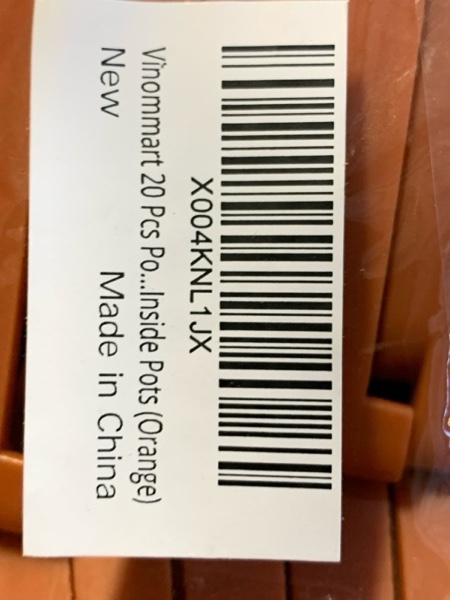 X004KNL1JX
Vinommart 20 Pcs Po...Inside Pots (Orange)
New Made in China